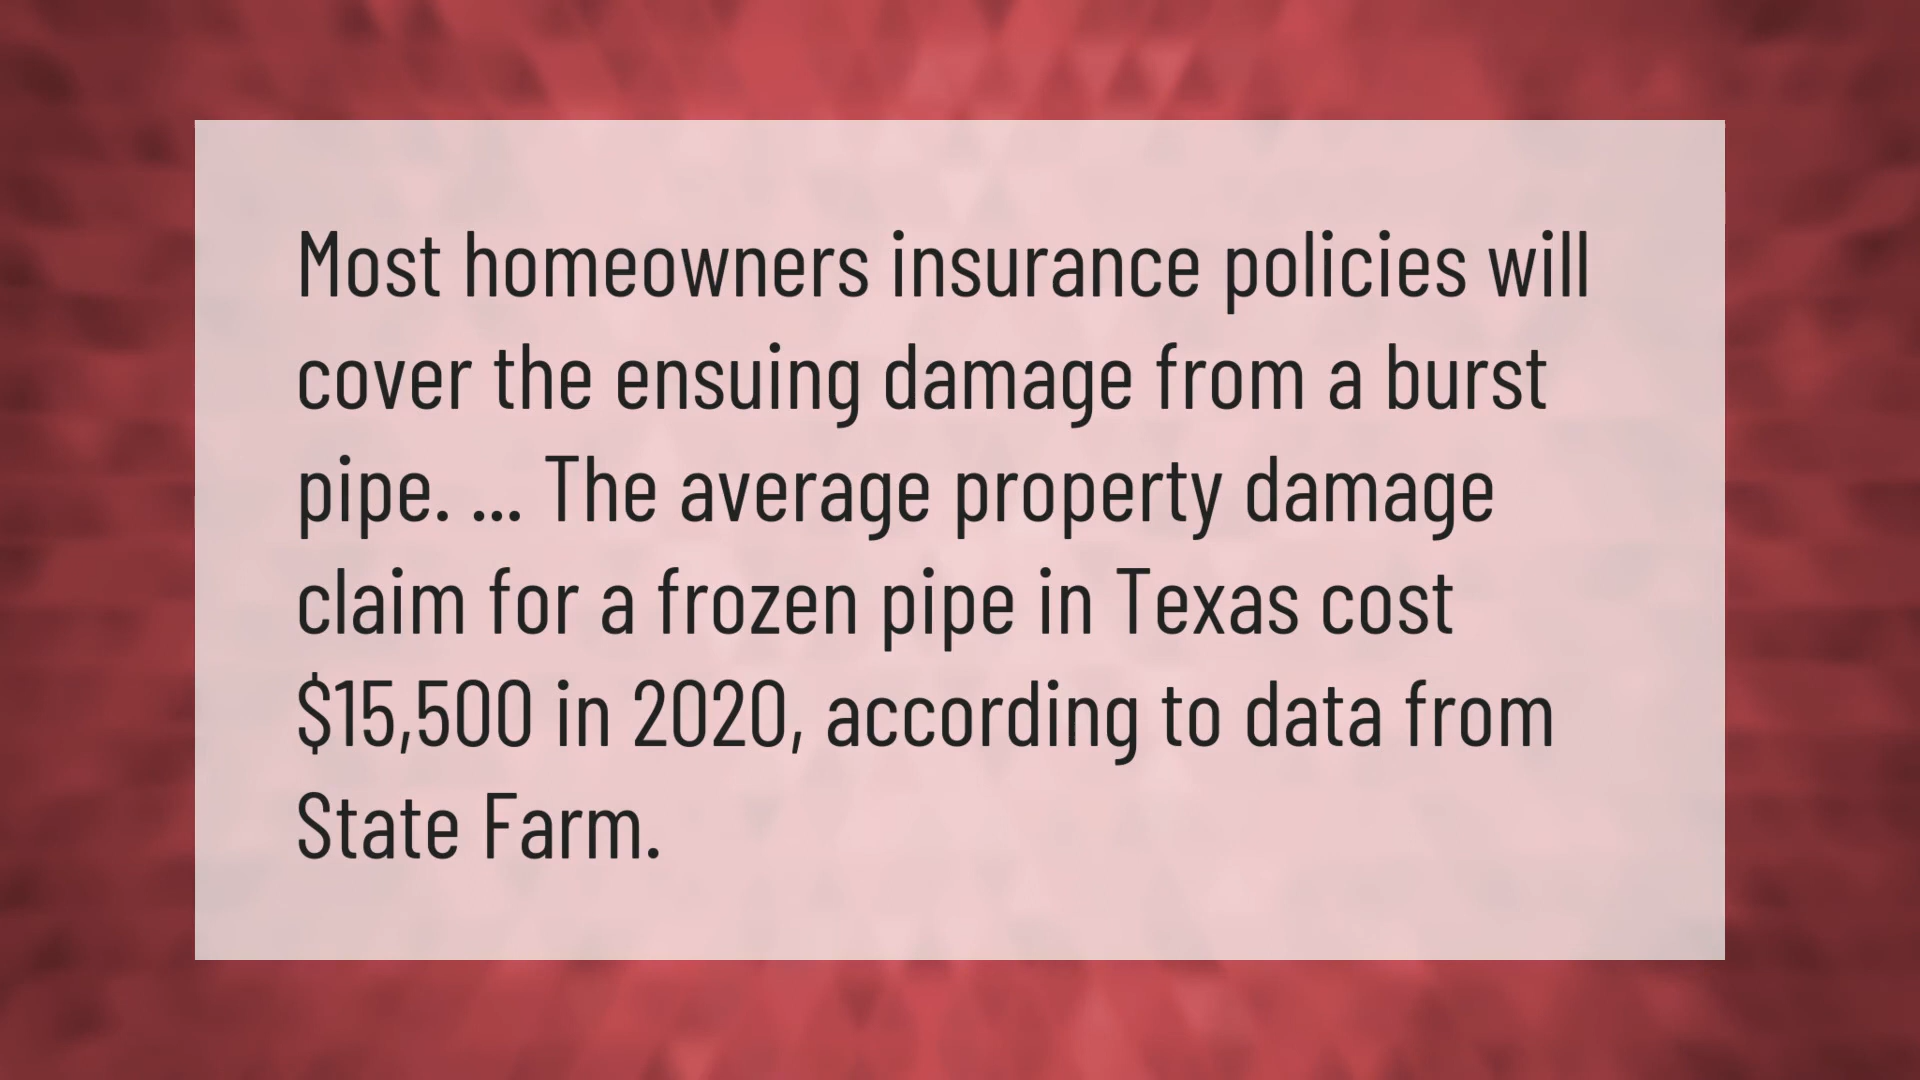 Most homeowners insurance policies will
cover the ensuing damage from a burst
pipe. ... The average property damage
claim for a frozen pipe in Texas cost
$15,500 in 2020, according to data from
State Farm.